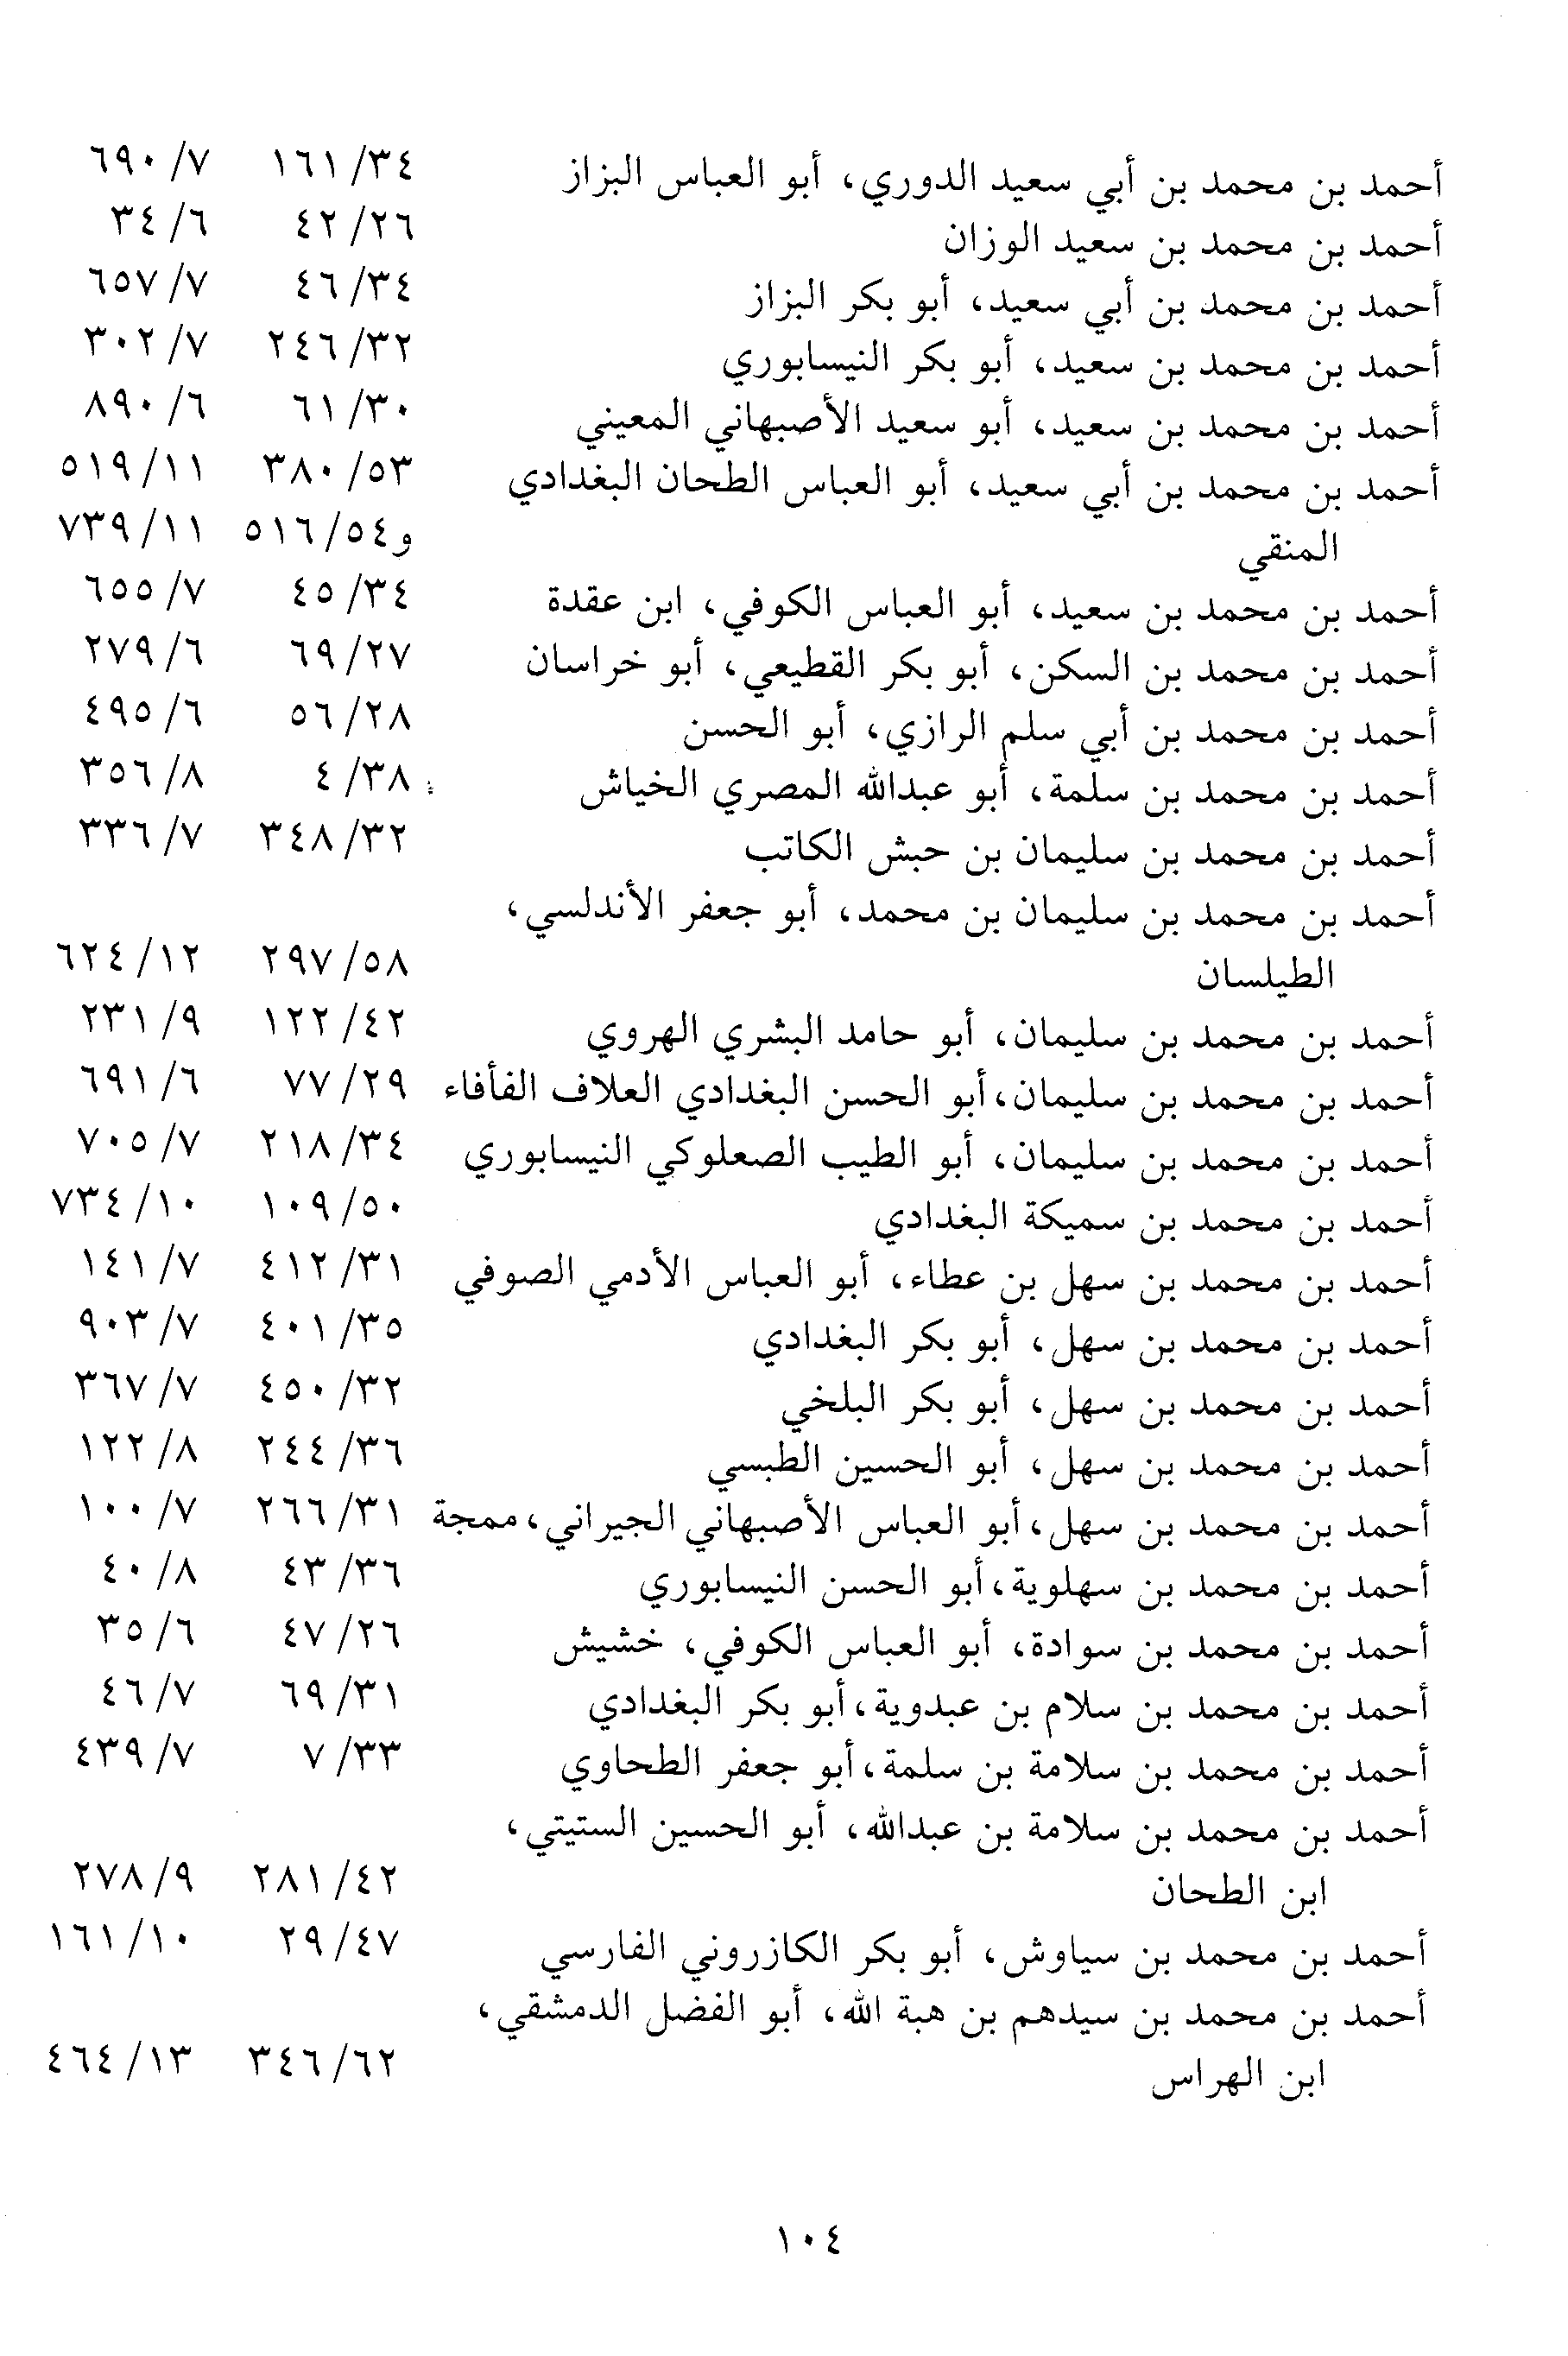 أحمد بن محمد بن أبي سعيد الدوري، أبو العباس البزاز ٣٤/ ١٦١ ٧/ ٦٩٠
أحمد بن محمد بن سعيد الوزان ٢٦/ ٤٢ ٦/ ٣٤
أحمد بن محمد بن أبي سعيد، أبو بكر البزاز ٣٤/ ٤٦ ٧/ ٦٥٧
أحمد بن محمد بن سعيد، أبو بكر النيسابوري ٣٢/ ٢٤٦ ٧/ ٣٠٢
أحمد بن محمد بن سعيد، أبو سعيد الأصبهاني المعيني ٣٠/ ٦١ ٦/ ٨٩٠
أحمد بن محمد بن أبي سعيد، أبو العباس الطحان البغدادي ٥٣/ ٣٨٠ ١١/ ٥١٩
المنقي و٥٤/ ٥١٦ ١١/ ٧٣٩
أحمد بن محمد بن سعيد، أبو العباس الكوفي، ابن عقدة ٣٤/ ٤٥ ٧/ ٦٥٥
أحمد بن محمد بن السكن، أبو بكر القطيعي، أبو خراسان ٢٧/ ٦٩ ٦/ ٢٧٩
أحمد بن محمد بن أبي سلم الرازي، أبو الحسن ٢٨/ ٥٦ ٦/ ٤٩٥
أحمد بن محمد بن سلمة، أبو عبدالله المصري الخياش ٣٨/ ٤ ٨/ ٣٥٦
أحمد بن محمد بن سليمان بن حبش الكاتب ٣٢/ ٣٤٨ ٧/ ٣٣٦
أحمد بن محمد بن سليمان بن محمد، أبو جعفر الأندلسي،
الطيلسان ٥٨/ ٢٩٧ ١٢/ ٦٢٤
أحمد بن محمد بن سليمان، أبو حامد البشري الهروي ٤٢/ ١٢٢ ٩/ ٢٣١
أحمد بن محمد بن سليمان، أبو الحسن البغدادي العلاف الفأفاء ٢٩/ ٧٧ ٦/ ٦٩١
أحمد بن محمد بن سليمان، أبو الطيب الصعلوكي النيسابوري ٣٤/ ٢١٨ ٧/ ٧٠٥
أحمد بن محمد بن سميكة البغدادي ٥٠/ ١٠٩ ١٠/ ٧٣٤
أحمد بن محمد بن سهل بن عطاء، أبو العباس الأدمي الصوفي ٣١/ ٤١٢ ٧/ ١٤١
أحمد بن محمد بن سهل، أبو بكر البغدادي ٣٥/ ٤٠١ ٧/ ٩٠٣
أحمد بن محمد بن سهل، أبو بكر البلخي ٣٢/ ٤٥٠ ٧/ ٣٦٧
أحمد بن محمد بن سهل، أبو الحسين الطبسي ٣٦/ ٢٤٤ ٨/ ١٢٢
أحمد بن محمد بن سهل، أبو العباس الأصبهاني الجيراني، ممجة ٣١/ ٢٦٦ ٧/ ١٠٠
أحمد بن محمد بن سهلوية، أبو الحسن النيسابوري ٣٦/ ٤٣ ٨/ ٤٠
أحمد بن محمد بن سوادة، أبو العباس الكوفي، خشيش ٢٦/ ٤٧ ٦/ ٣٥
أحمد بن محمد بن سلام بن عبدوية، أبو بكر البغدادي ٣١/ ٦٩ ٧/ ٤٦
أحمد بن محمد بن سلامة بن سلمة، أبو جعفر الطحاوي ٣٣/ ٧ ٧/ ٤٣٩
أحمد بن محمد بن سلامة بن عبدالله، أبو الحسين الستيتي،
ابن الطحان ٤٢/ ٢٨١ ٩/ ٢٧٨
أحمد بن محمد بن سياوش، أبو بكر الكازروني الفارسي ٤٧/ ٢٩ ١٠/ ١٦١
أحمد بن محمد بن سيدهم بن هبة الله، أبو الفضل الدمشقي،
ابن الهراس ٦٢/ ٣٤٦ ١٣/ ٤٦٤
١٠٤